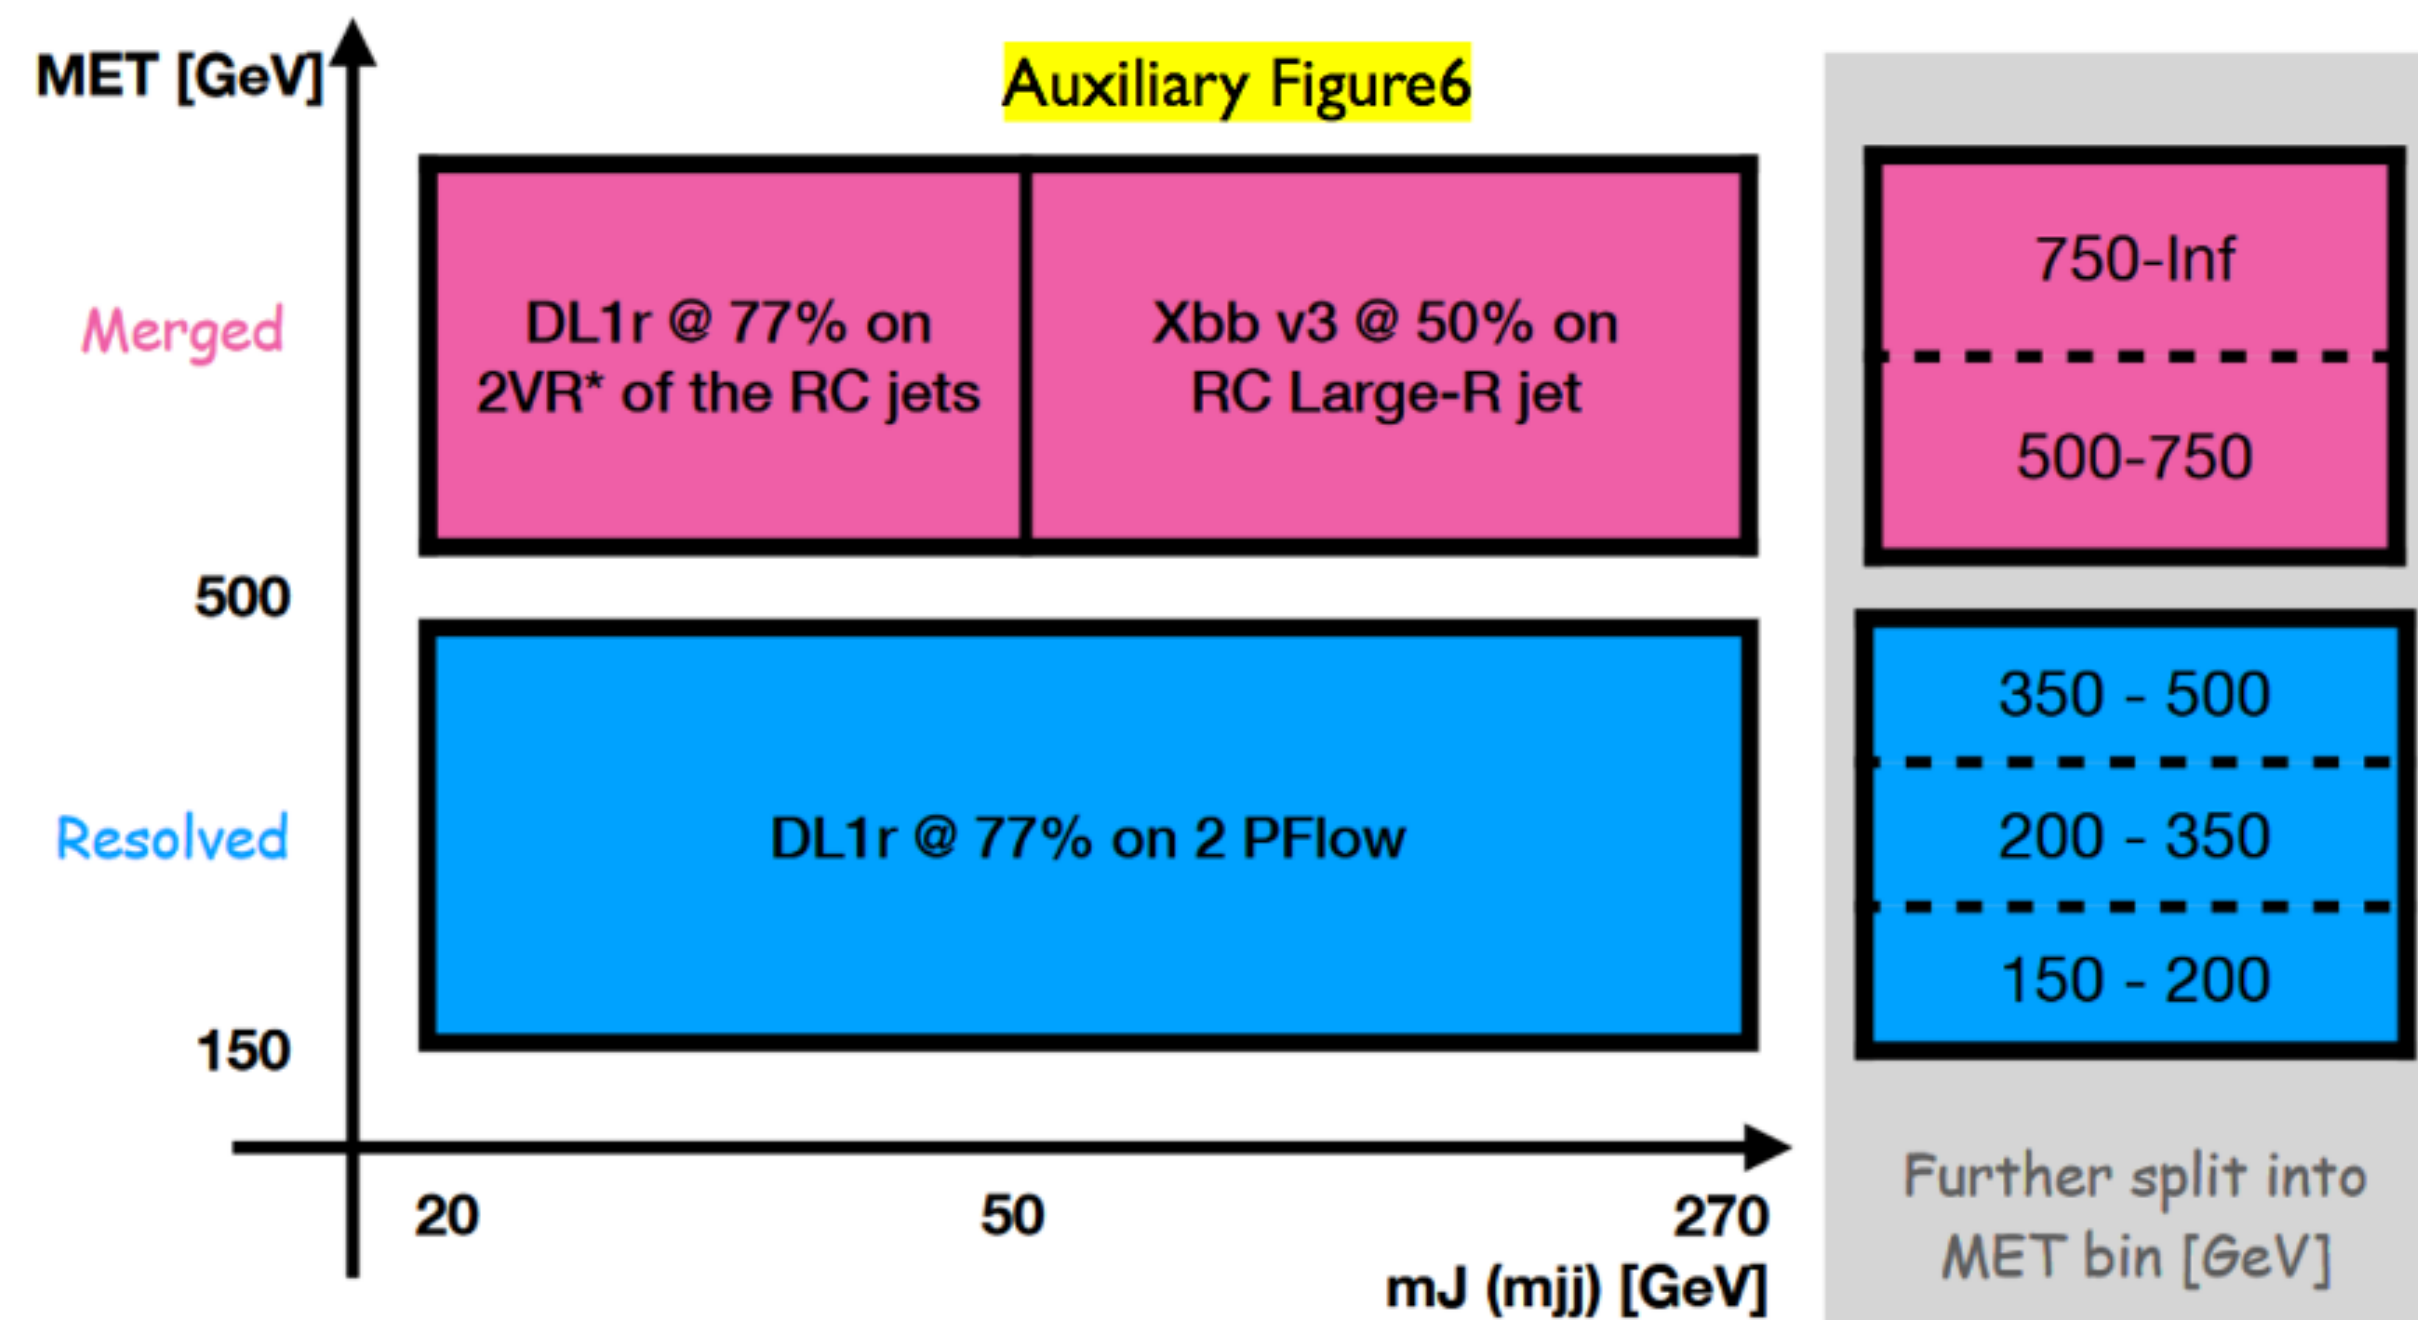 MET [GeV]
Auxiliary Figure6
Merged
DL1r @ 77% on
2VR* of the RC jets
Xbb v3 @ 50% on
RC Large-R jet
750-Inf
500-750
500
Resolved
DL1r @ 77% on 2 PFlow
350 - 500
200 - 350
150 - 200
150
20
50
270
mJ (mjj) [GeV]
Further split into
MET bin [GeV]